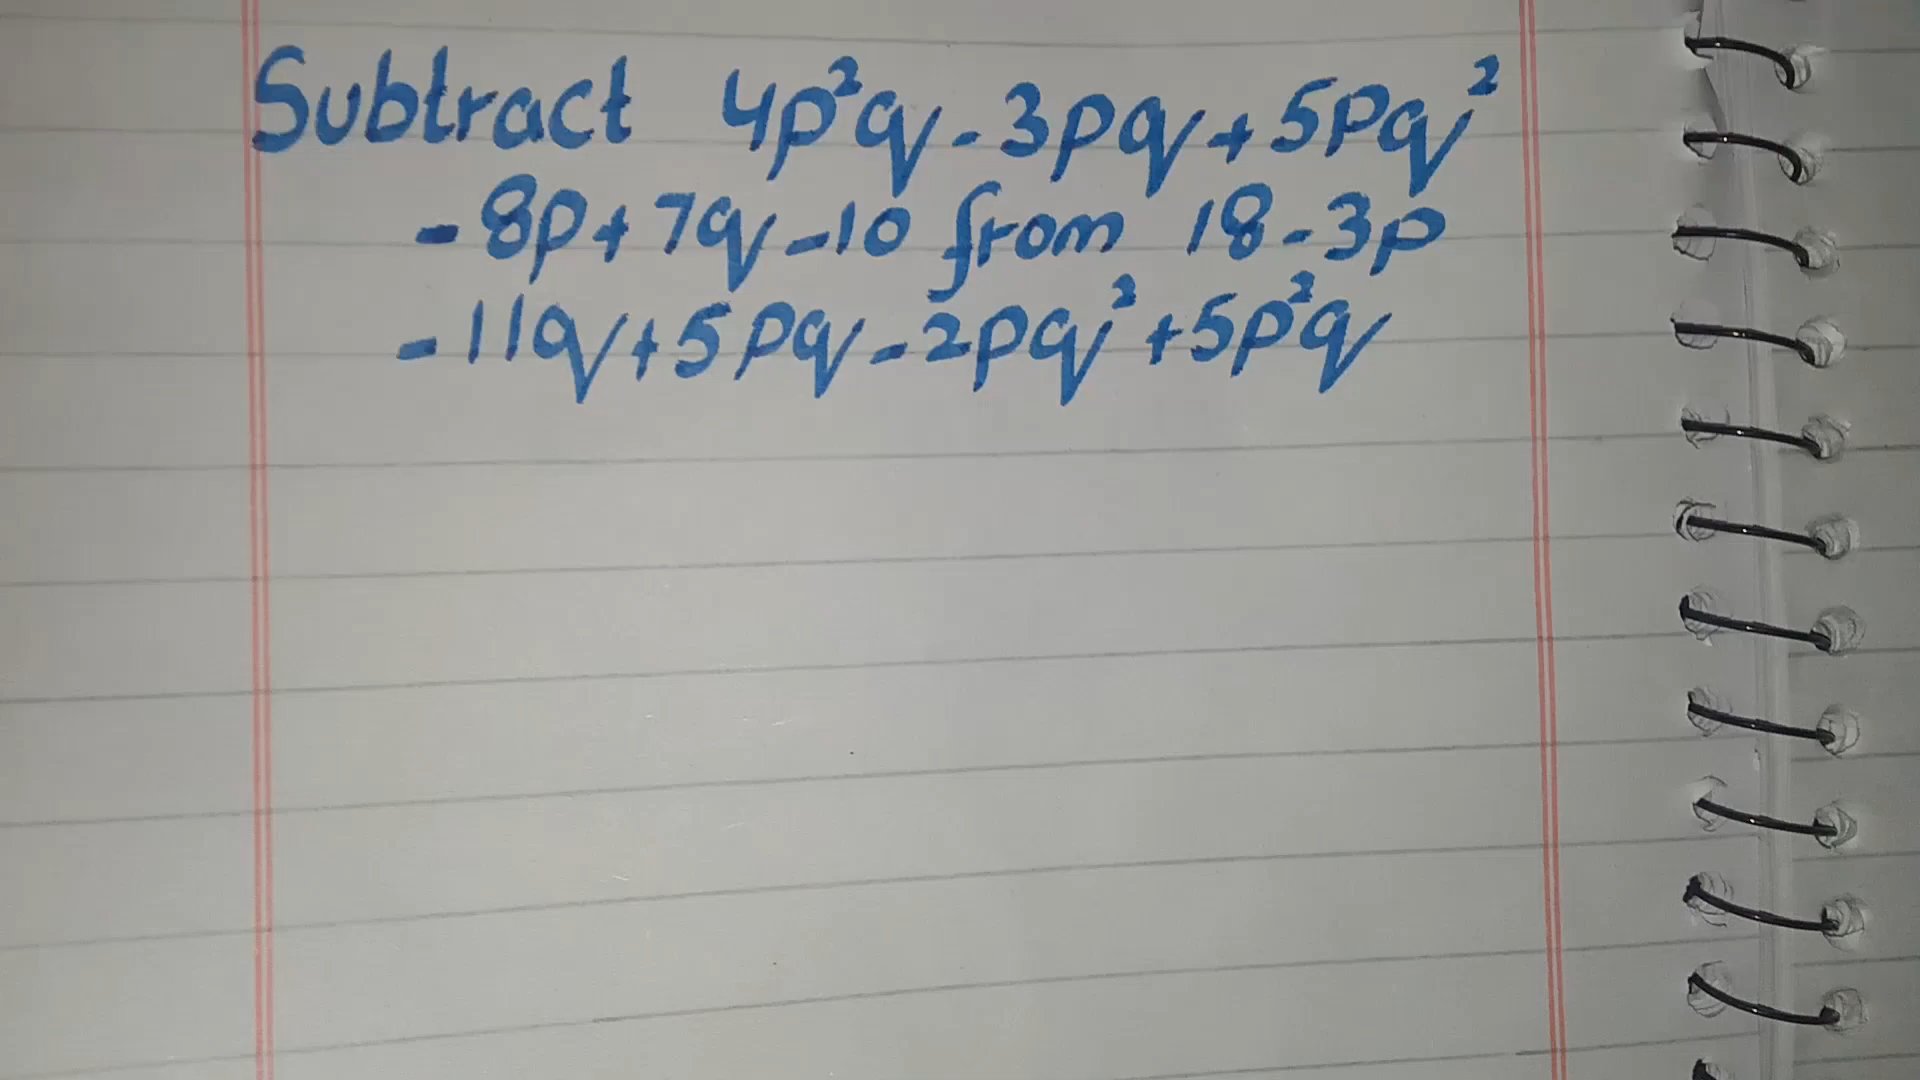 Subtract 4p²q - 3pq + 5pq²
- 8p + 7q - 10 from 18 - 3p
- 11q + 5pq - 2pq² + 5p²q